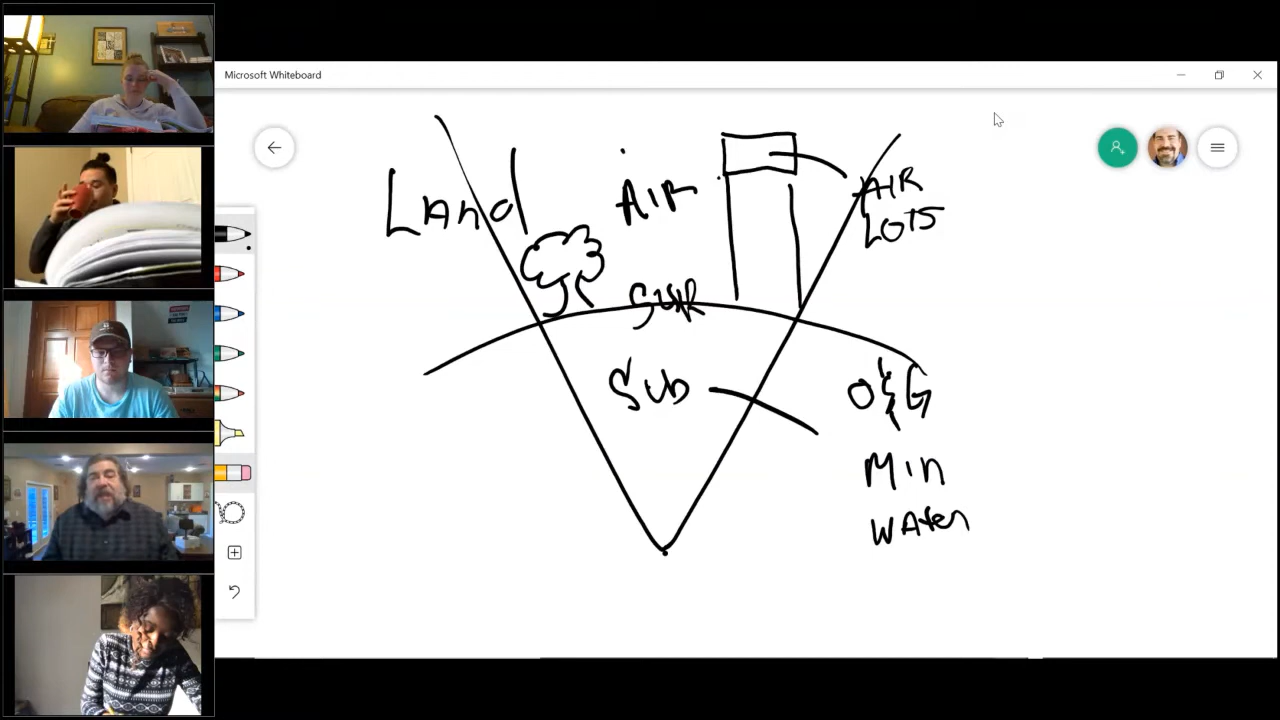 Microsoft Whiteboard
Land
AIR
AIR
LOTS
SUR
Sub
O&G
Min
Water